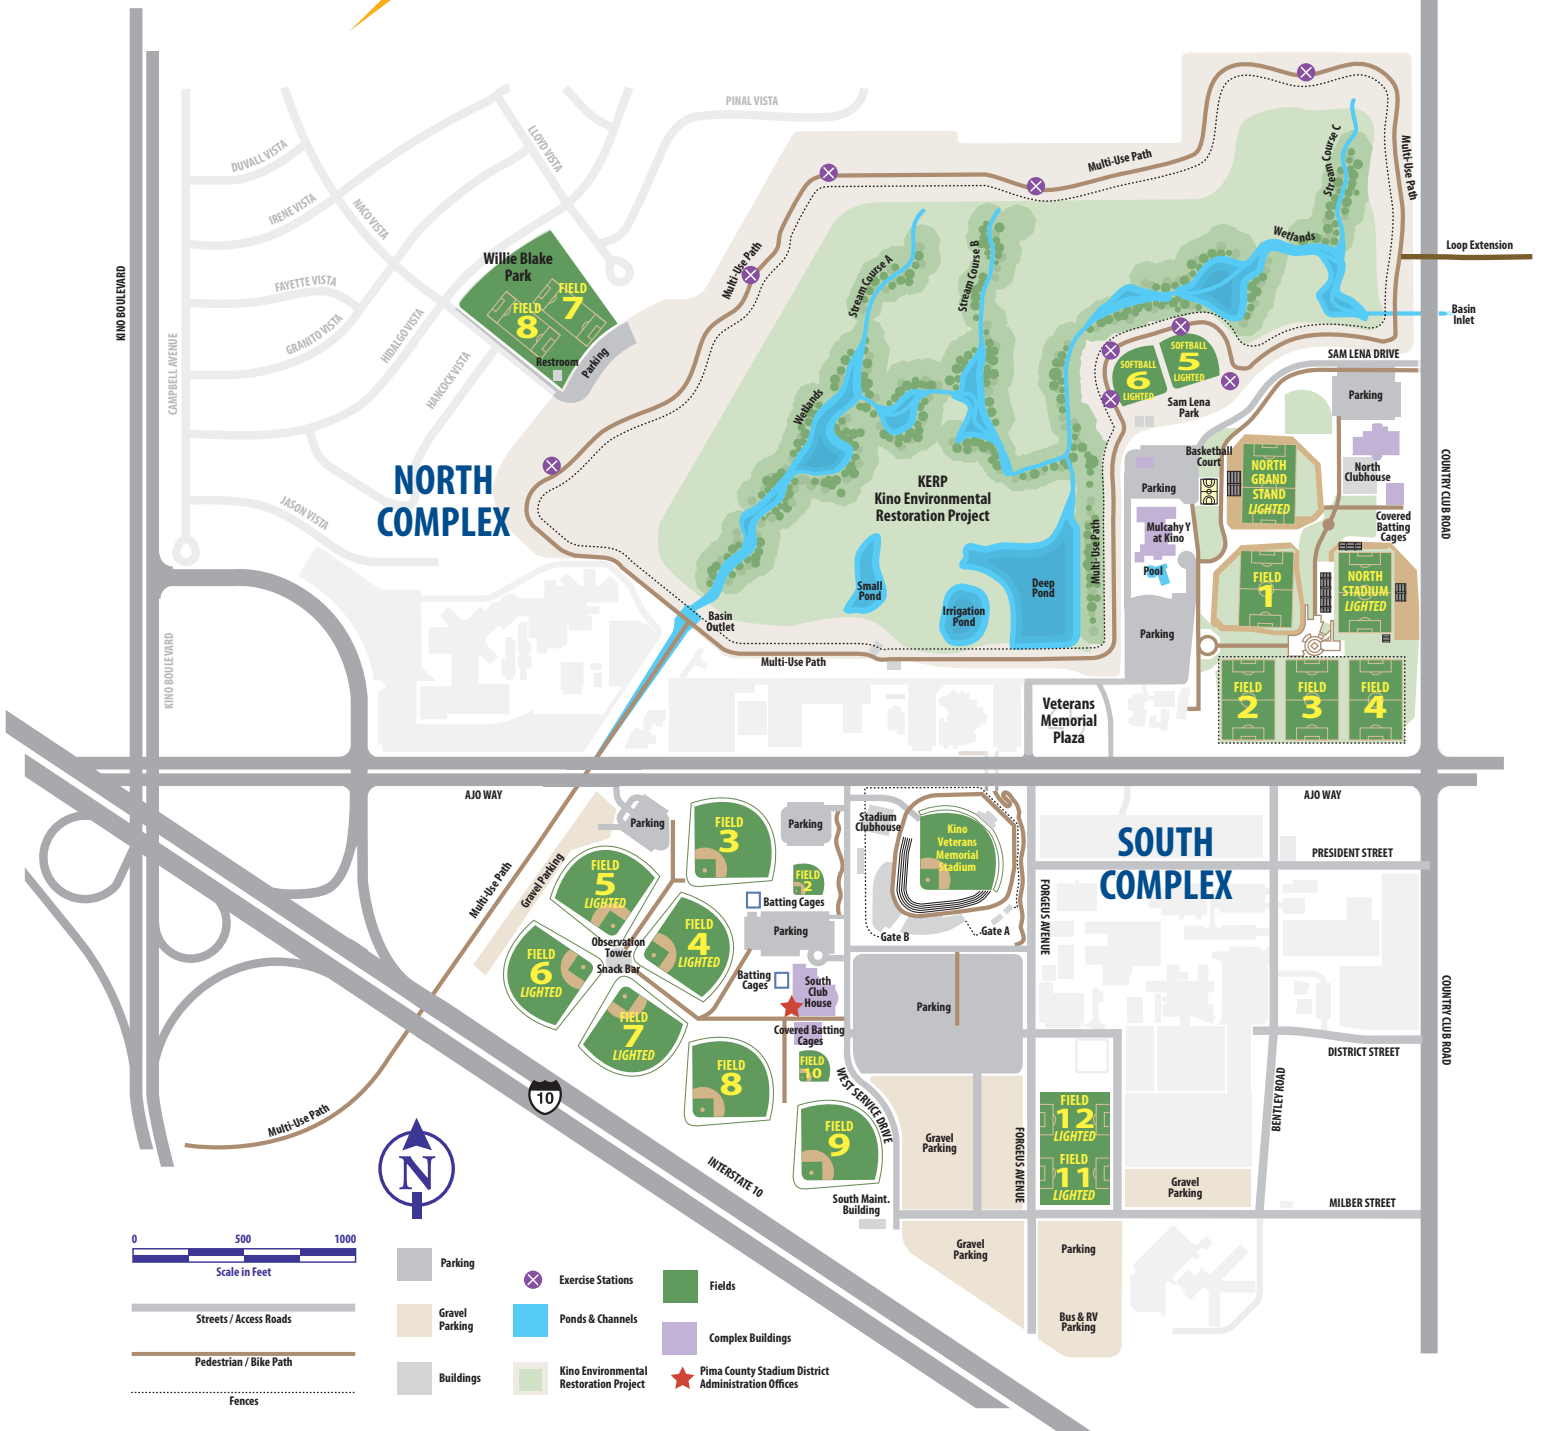 PINAL VISTA
LLOYD VISTA
DUVALL VISTA
IRENE VISTA
NACO VISTA
FAYETTE VISTA
GRANITO VISTA
HIDALGO VISTA
HANCOCK VISTA
JASON VISTA
KINO BOULEVARD
CAMPBELL AVENUE
KINO BOULEVARD
Willie Blake
Park
FIELD
7
FIELD
8
Restroom
Parking
NORTH
COMPLEX
Multi-Use Path
Multi-Use Path
Multi-Use Path
Stream Course A
Stream Course B
Stream Course C
Wetlands
Wetlands
Loop Extension
Basin
Inlet
SAM LENA DRIVE
SOFTBALL
5
LIGHTED
SOFTBALL
6
LIGHTED
Sam Lena
Park
Parking
Basketball
Court
NORTH
GRAND
STAND
LIGHTED
North
Clubhouse
Covered
Batting
Cages
COUNTRY CLUB ROAD
KERP
Kino Environmental
Restoration Project
Parking
Mulcahy Y
at Kino
Pool
Multi-Use Path
Small
Pond
Irrigation
Pond
Deep
Pond
FIELD
1
NORTH
STADIUM
LIGHTED
Basin
Outlet
Multi-Use Path
Parking
FIELD
2
FIELD
3
FIELD
4
Veterans
Memorial
Plaza
AJO WAY
AJO WAY
Parking
FIELD
3
Parking
Stadium
Clubhouse
Kino
Veterans
Memorial
Stadium
SOUTH
COMPLEX
PRESIDENT STREET
Multi-Use Path
Gravel Parking
FIELD
5
LIGHTED
FIELD
2
Batting Cages
FORGEUS AVENUE
FIELD
4
LIGHTED
Parking
Gate B
Gate A
Observation
Tower
Snack Bar
FIELD
6
LIGHTED
Batting
Cages
South
Club
House
Parking
COUNTRY CLUB ROAD
FIELD
7
LIGHTED
Covered Batting
Cages
DISTRICT STREET
FIELD
8
FIELD
10
WEST SERVICE DRIVE
BENTLEY ROAD
10
Multi-Use Path
FIELD
9
Gravel
Parking
FORGEUS AVENUE
FIELD
12
LIGHTED
FIELD
11
LIGHTED
Gravel
Parking
N
INTERSTATE 10
South Maint.
Building
MILBER STREET
Gravel
Parking
Parking
Bus & RV
Parking
0 500 1000
Scale in Feet
Streets / Access Roads
Pedestrian / Bike Path
Fences
Parking
Gravel
Parking
Buildings
Exercise Stations
Ponds & Channels
Kino Environmental
Restoration Project
Fields
Complex Buildings
Pima County Stadium District
Administration Offices